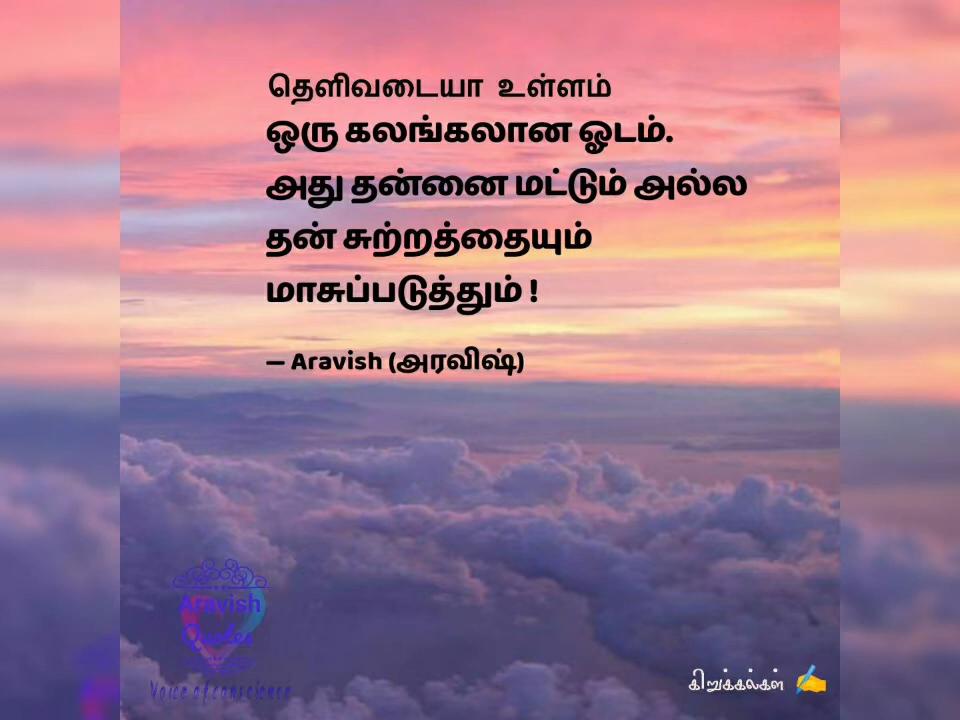 தெளிவடையா உள்ளம்
ஒரு கலங்கலான ஓடம்.
அது தன்னை மட்டும் அல்ல
தன் சுற்றத்தையும்
மாசுப்படுத்தும் !
— Aravish (அரவிஷ்)
Aravish
Quotes
Voice of conscience
கிறுக்கல்கள் ✍️